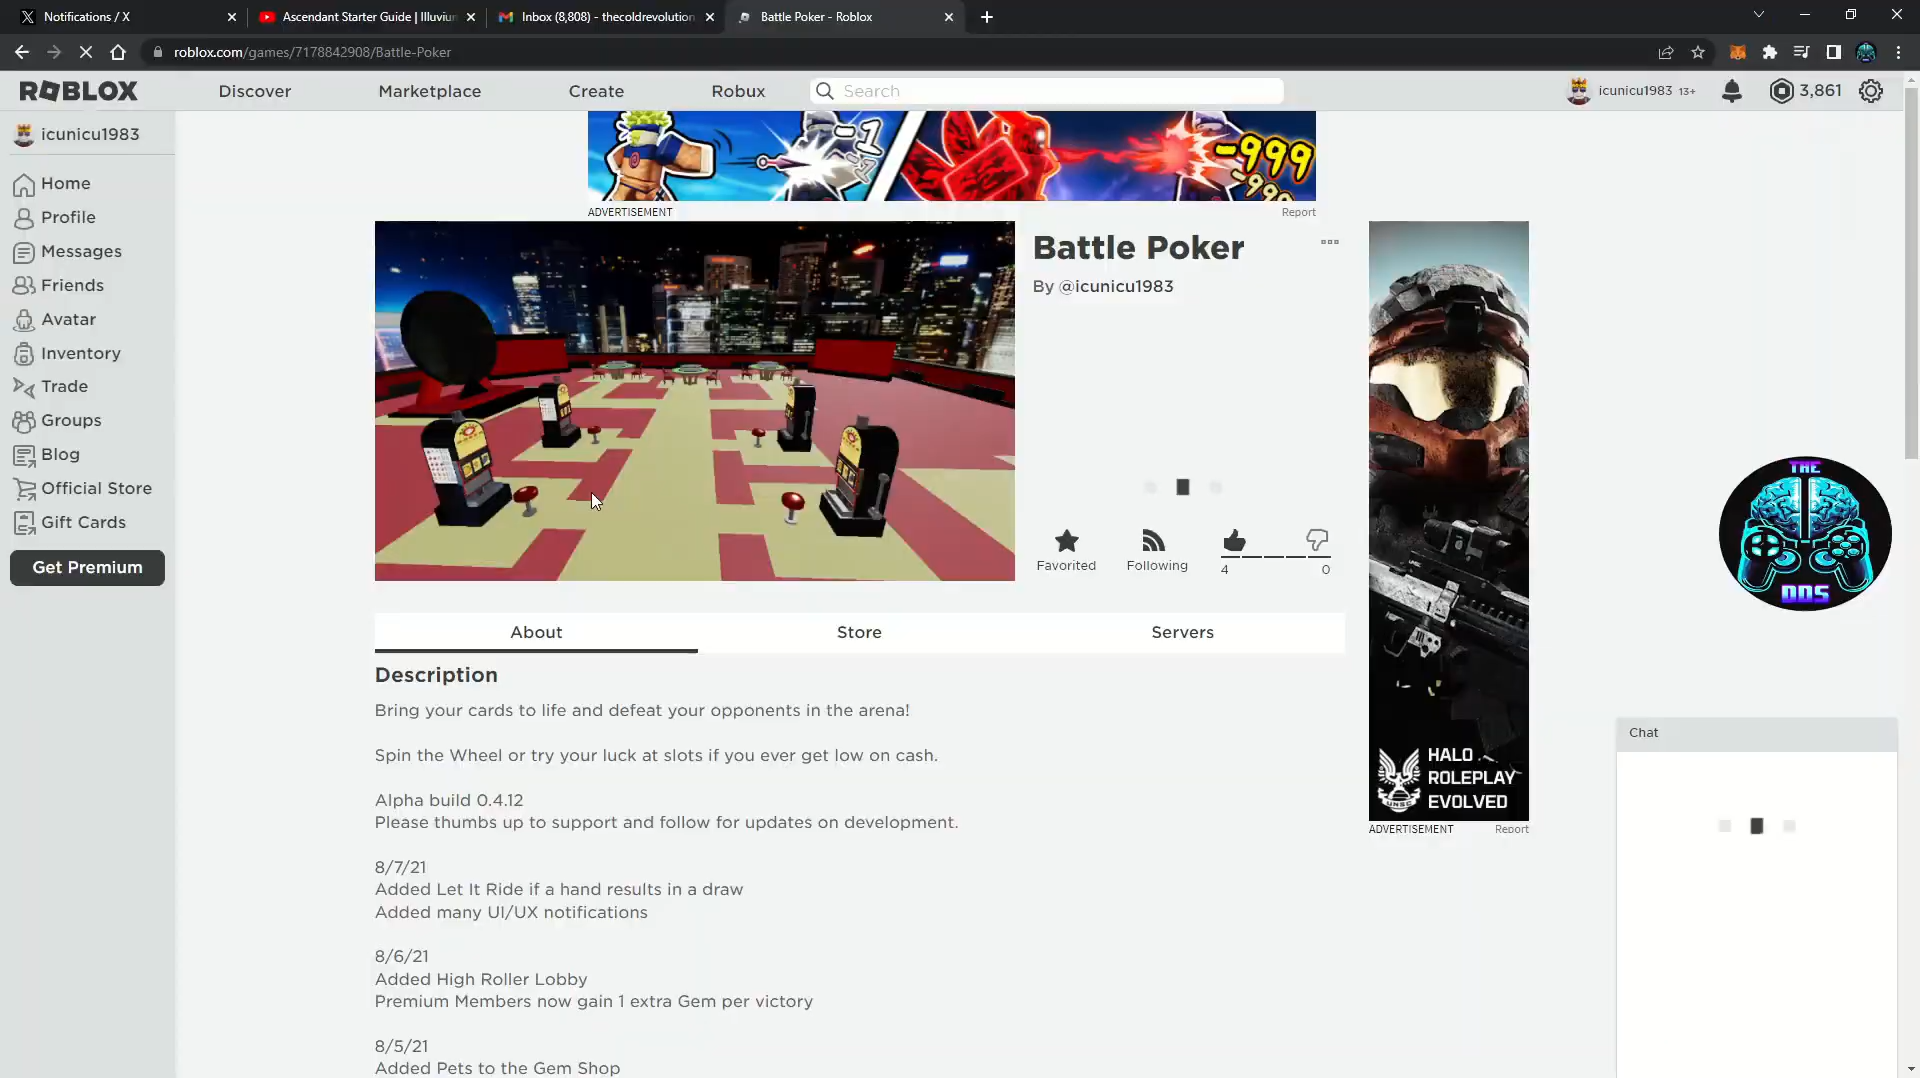 Notifications / X
Ascendant Starter Guide | Illuviu
Inbox (8,808) - thecoldrevolution
Battle Poker - Roblox
roblox.com/games/7178842908/Battle-Poker
ROBLOX
Discover
Marketplace
Create
Robux
Search
icunicu1983 13+
3,861
icunicu1983
Home
Profile
Messages
Friends
Avatar
Inventory
Trade
Groups
Blog
Official Store
Gift Cards
Get Premium
-1
-999
-999
ADVERTISEMENT
Report
Battle Poker
By @icunicu1983
Favorited
Following
4
0
About
Store
Servers
Description
Bring your cards to life and defeat your opponents in the arena!
Spin the Wheel or try your luck at slots if you ever get low on cash.
Alpha build 0.4.12
Please thumbs up to support and follow for updates on development.
8/7/21
Added Let It Ride if a hand results in a draw
Added many UI/UX notifications
8/6/21
Added High Roller Lobby
Premium Members now gain 1 extra Gem per victory
8/5/21
Added Pets to the Gem Shop
UNSC
HALO
ROLEPLAY
EVOLVED
ADVERTISEMENT
Report
THE
DDS
Chat